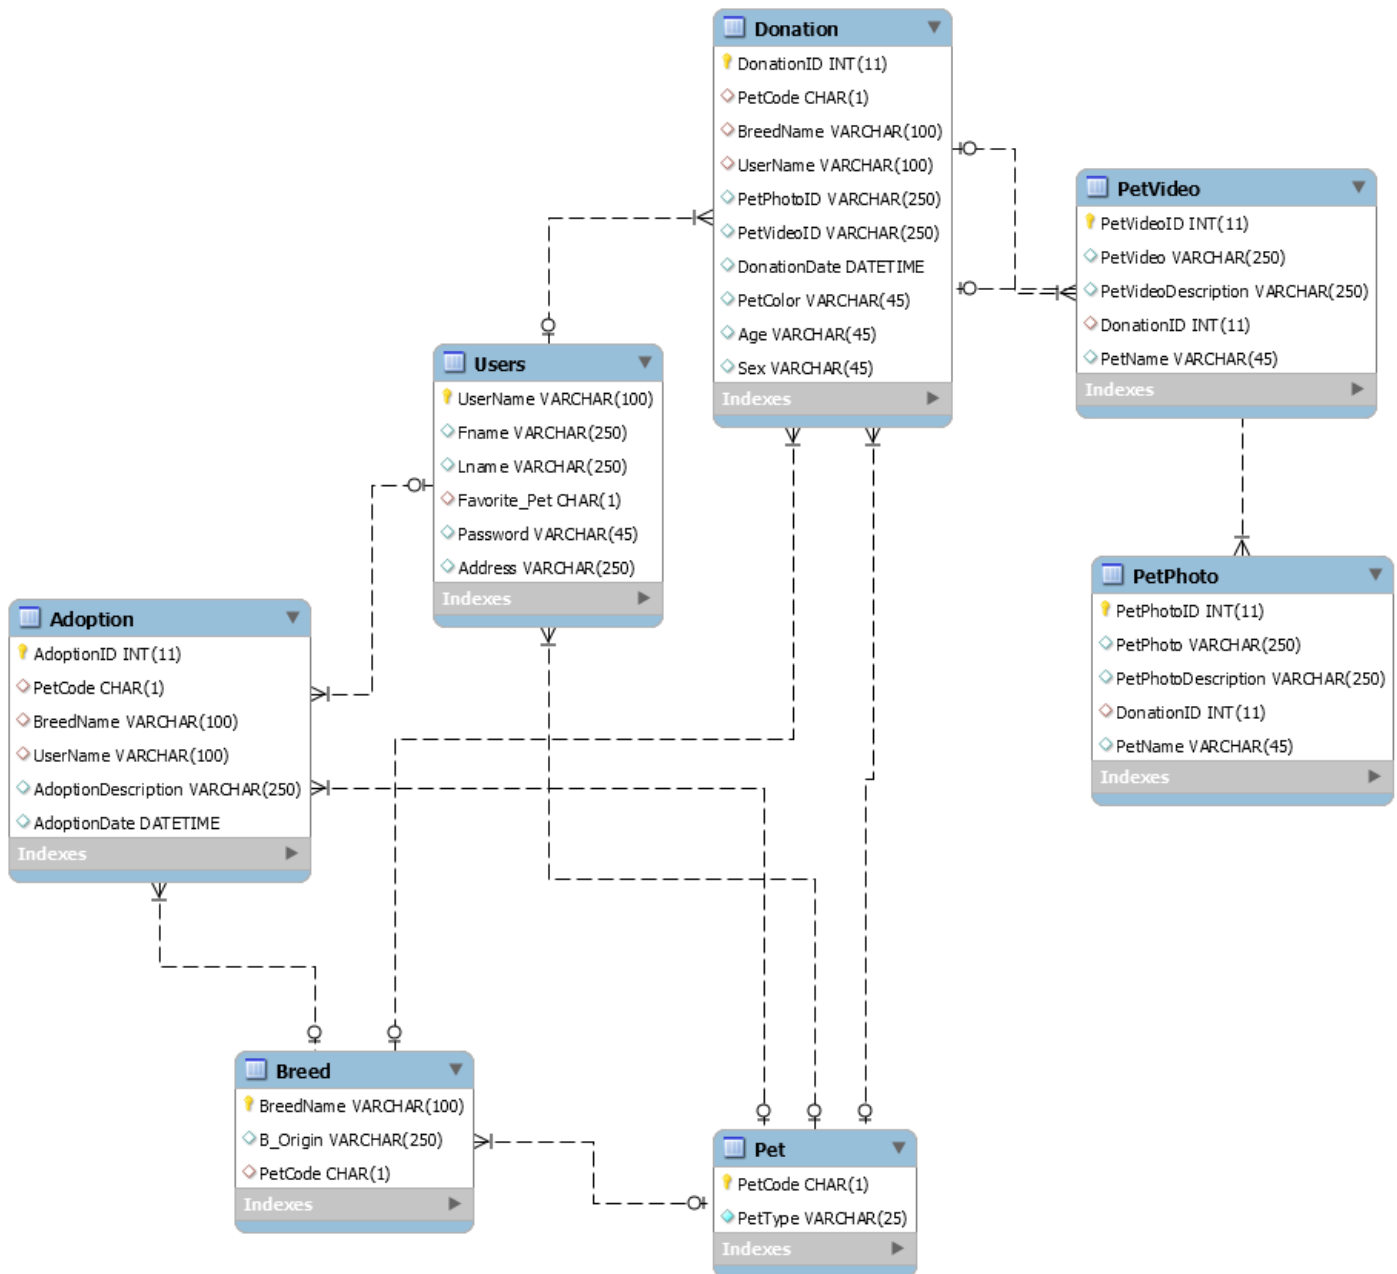 Donation
DonationID INT(11)
PetCode CHAR(1)
BreedName VARCHAR(100)
UserName VARCHAR(100)
PetPhotoID VARCHAR(250)
PetVideoID VARCHAR(250)
DonationDate DATETIME
PetColor VARCHAR(45)
Age VARCHAR(45)
Sex VARCHAR(45)
Indexes
PetVideo
PetVideoID INT(11)
PetVideo VARCHAR(250)
PetVideoDescription VARCHAR(250)
DonationID INT(11)
PetName VARCHAR(45)
Indexes
Users
UserName VARCHAR(100)
Fname VARCHAR(250)
Lname VARCHAR(250)
Favorite_Pet CHAR(1)
Password VARCHAR(45)
Address VARCHAR(250)
Indexes
PetPhoto
PetPhotoID INT(11)
PetPhoto VARCHAR(250)
PetPhotoDescription VARCHAR(250)
DonationID INT(11)
PetName VARCHAR(45)
Indexes
Adoption
AdoptionID INT(11)
PetCode CHAR(1)
BreedName VARCHAR(100)
UserName VARCHAR(100)
AdoptionDescription VARCHAR(250)
AdoptionDate DATETIME
Indexes
Breed
BreedName VARCHAR(100)
B_Origin VARCHAR(250)
PetCode CHAR(1)
Indexes
Pet
PetCode CHAR(1)
PetType VARCHAR(25)
Indexes